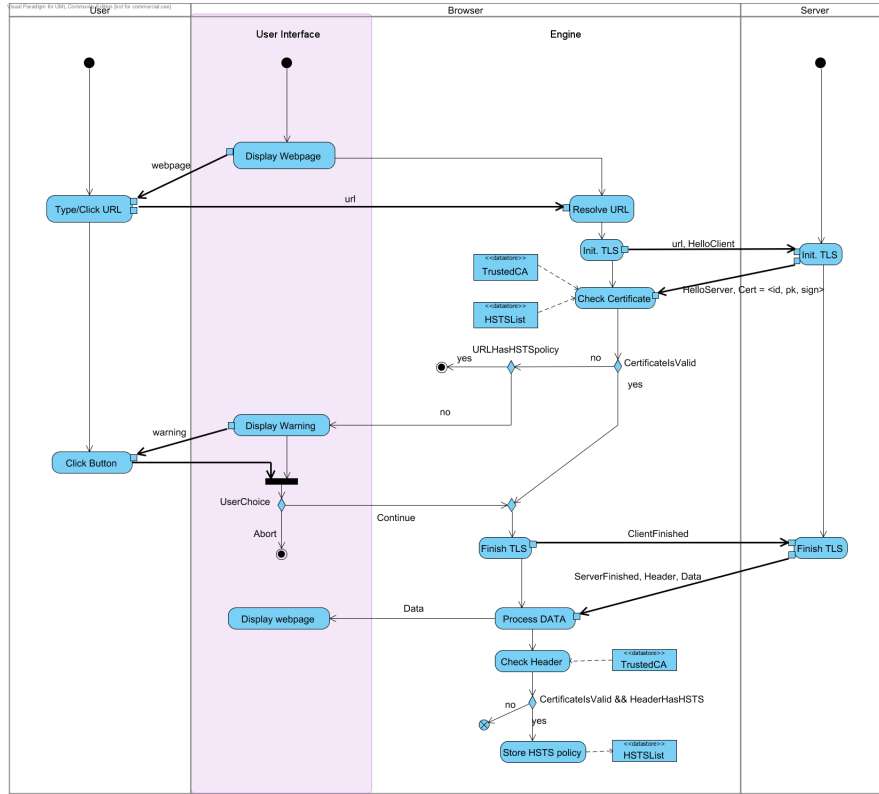 Visual Paradigm for UML Community Edition [not for commercial use]
User
Browser
Server
User Interface
Engine
Display Webpage
webpage
Type/Click URL
url
Resolve URL
Init. TLS
url, HelloClient
Init. TLS
<<datastore>>
TrustedCA
Check Certificate
HelloServer, Cert = <id, pk, sign>
<<datastore>>
HSTSList
URLHasHSTSpolicy
yes
no
CertificateIsValid
yes
no
Display Warning
warning
Click Button
UserChoice
Continue
Abort
Finish TLS
ClientFinished
Finish TLS
ServerFinished, Header, Data
Display webpage
Data
Process DATA
Check Header
<<datastore>>
TrustedCA
CertificateIsValid && HeaderHasHSTS
no
yes
Store HSTS policy
<<datastore>>
HSTSList